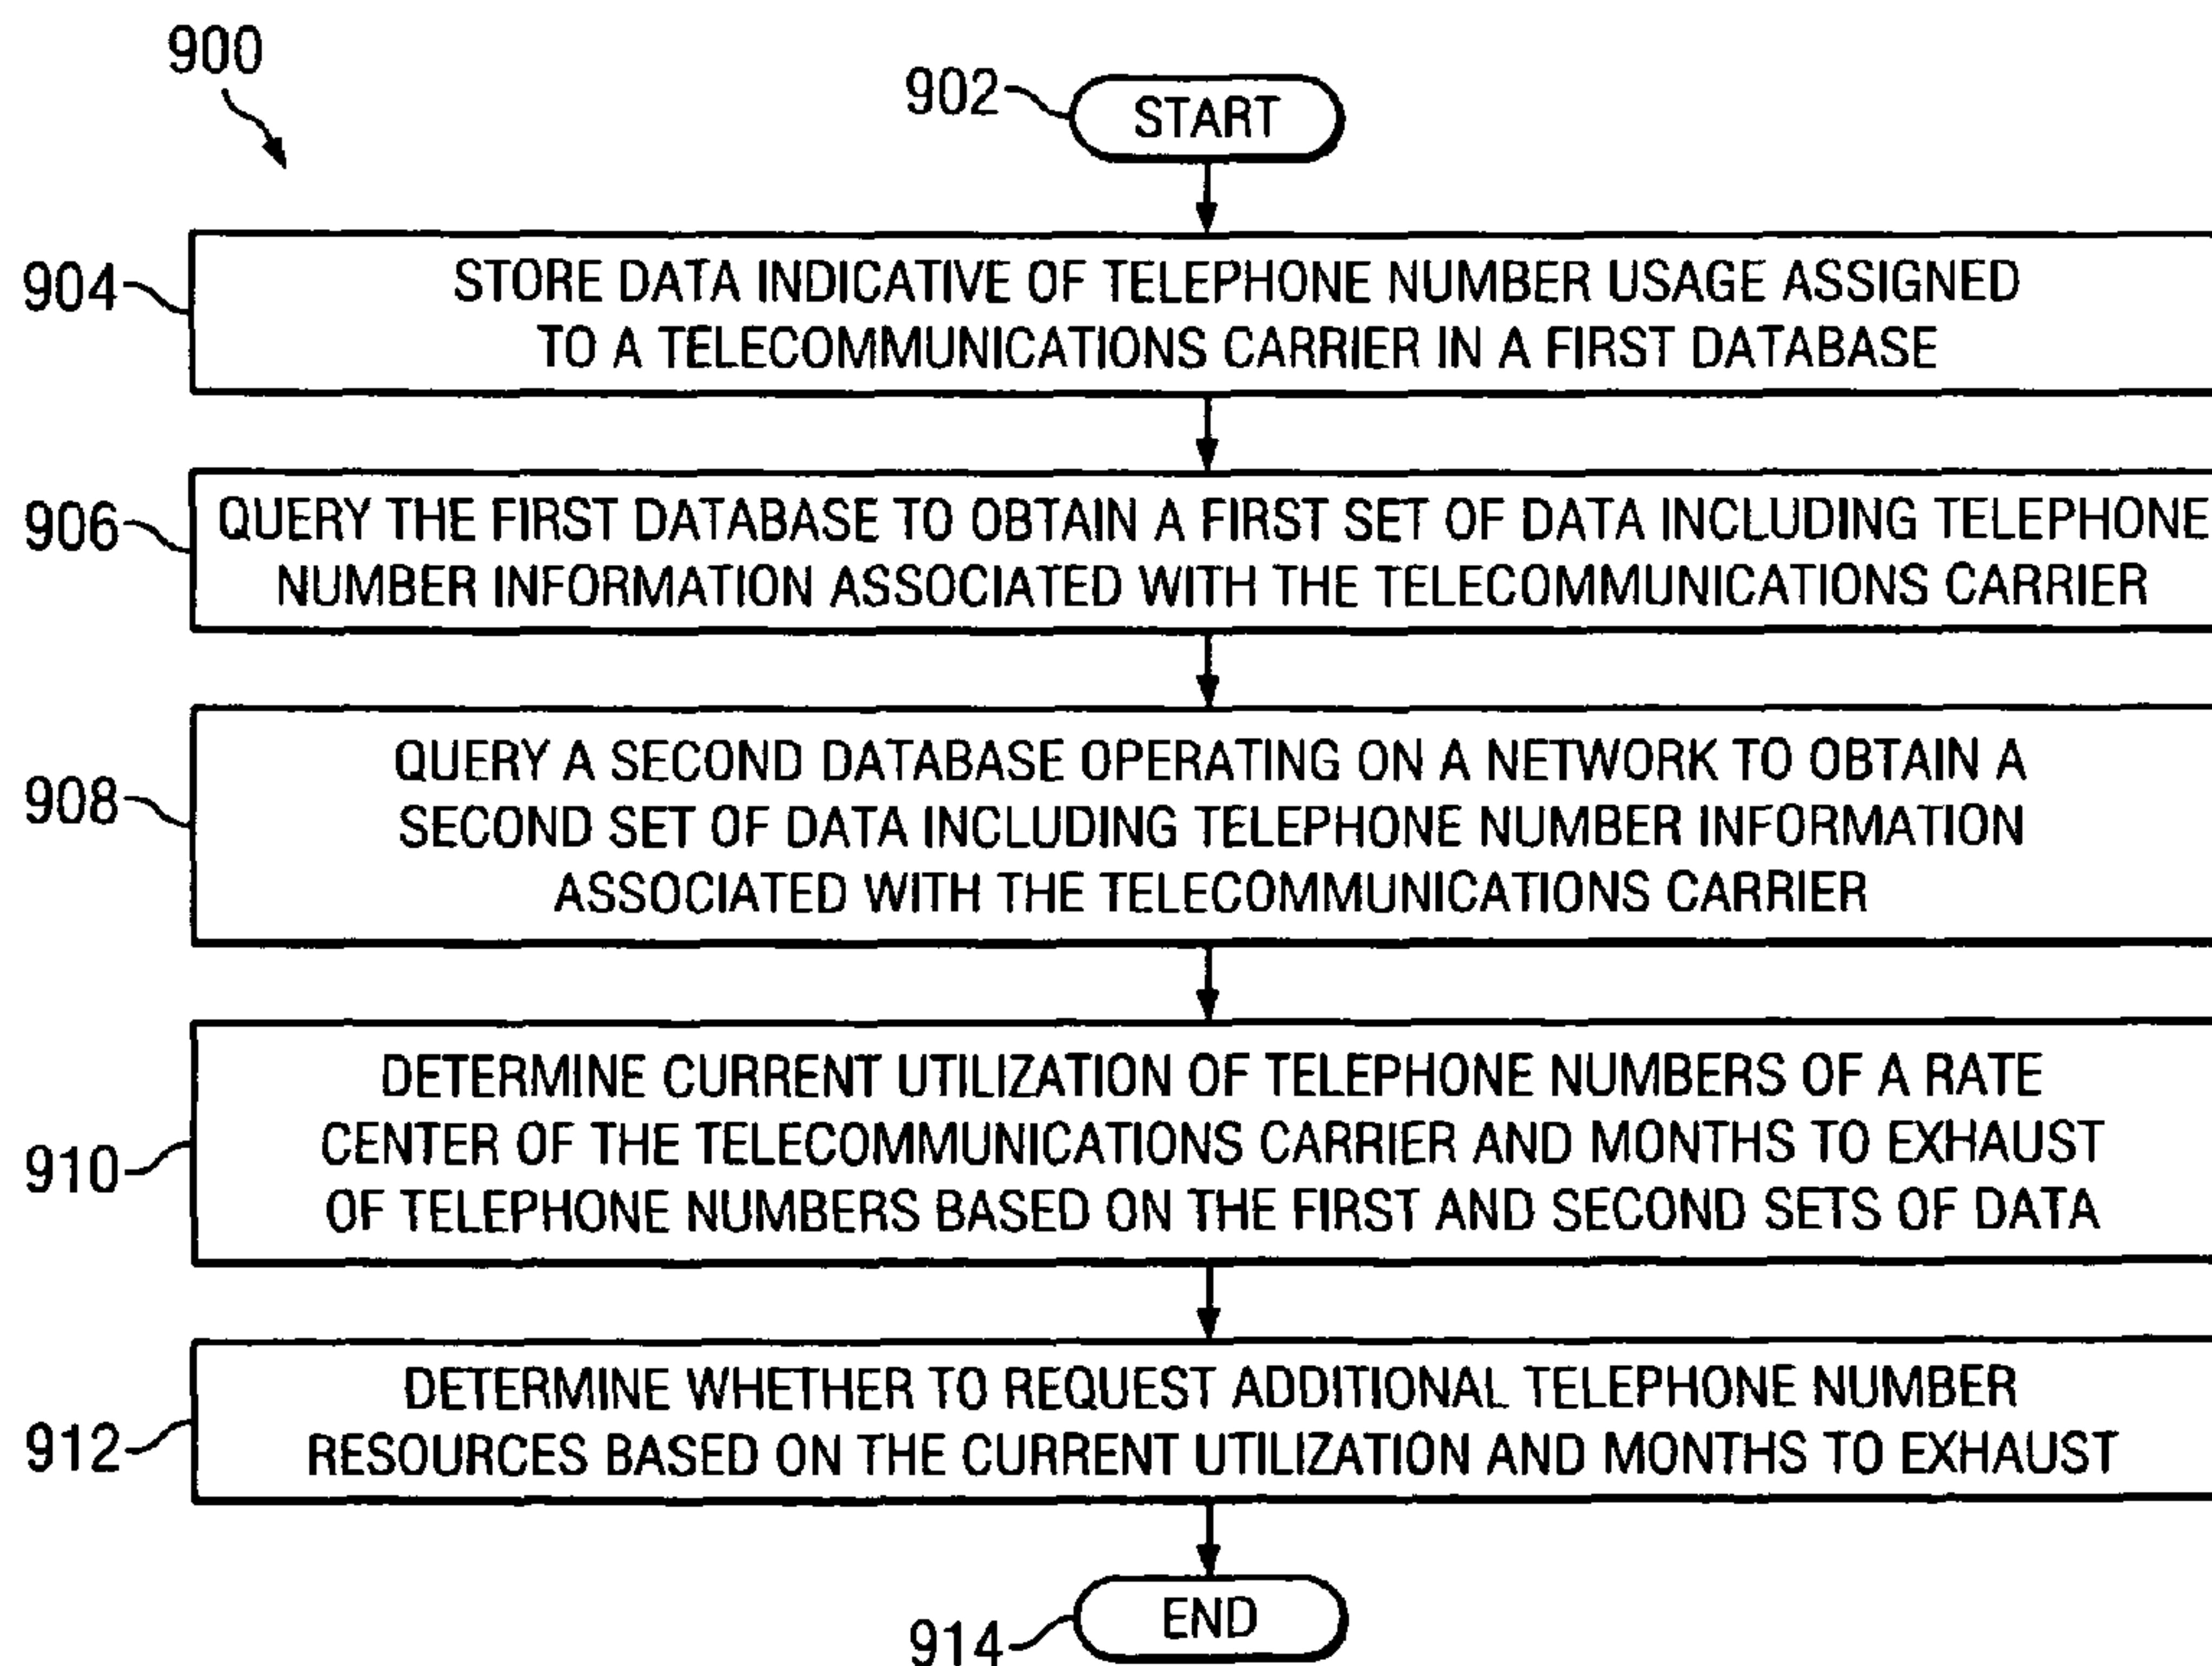 900
902
START
904
STORE DATA INDICATIVE OF TELEPHONE NUMBER USAGE ASSIGNED
TO A TELECOMMUNICATIONS CARRIER IN A FIRST DATABASE
906
QUERY THE FIRST DATABASE TO OBTAIN A FIRST SET OF DATA INCLUDING TELEPHONE
NUMBER INFORMATION ASSOCIATED WITH THE TELECOMMUNICATIONS CARRIER
908
QUERY A SECOND DATABASE OPERATING ON A NETWORK TO OBTAIN A
SECOND SET OF DATA INCLUDING TELEPHONE NUMBER INFORMATION
ASSOCIATED WITH THE TELECOMMUNICATIONS CARRIER
910
DETERMINE CURRENT UTILIZATION OF TELEPHONE NUMBERS OF A RATE
CENTER OF THE TELECOMMUNICATIONS CARRIER AND MONTHS TO EXHAUST
OF TELEPHONE NUMBERS BASED ON THE FIRST AND SECOND SETS OF DATA
912
DETERMINE WHETHER TO REQUEST ADDITIONAL TELEPHONE NUMBER
RESOURCES BASED ON THE CURRENT UTILIZATION AND MONTHS TO EXHAUST
914
END